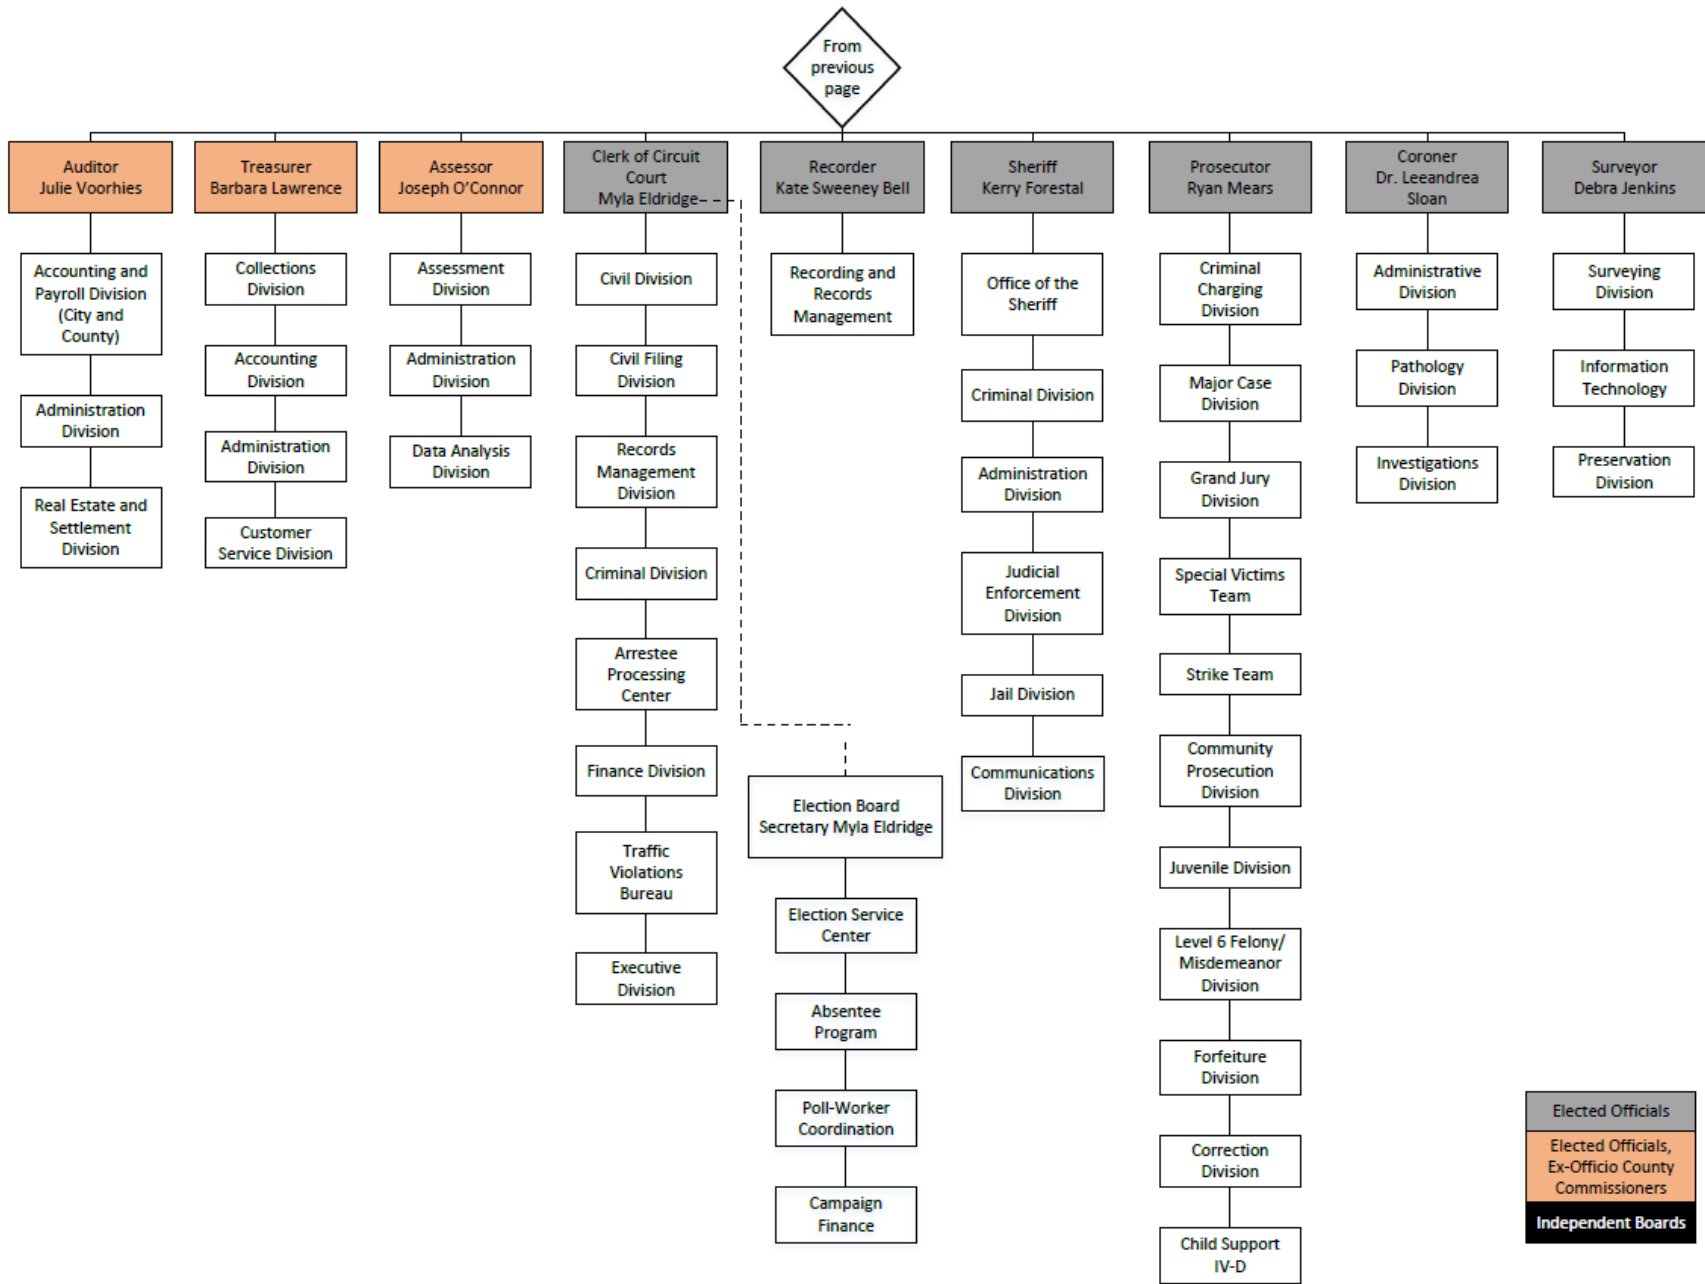 From
previous
page
Auditor
Julie Voorhies
Treasurer
Barbara Lawrence
Assessor
Joseph O'Connor
Clerk of Circuit
Court
Myla Eldridge
Recorder
Kate Sweeney Bell
Sheriff
Kerry Forestal
Prosecutor
Ryan Mears
Coroner
Dr. Leeandrea
Sloan
Surveyor
Debra Jenkins
Accounting and
Payroll Division
(City and
County)
Administration
Division
Real Estate and
Settlement
Division
Collections
Division
Accounting
Division
Administration
Division
Customer
Service Division
Assessment
Division
Administration
Division
Data Analysis
Division
Civil Division
Civil Filing
Division
Records
Management
Division
Criminal Division
Arrestee
Processing
Center
Finance Division
Traffic
Violations
Bureau
Executive
Division
Recording and
Records
Management
Election Board
Secretary Myla Eldridge
Election Service
Center
Absentee
Program
Poll-Worker
Coordination
Campaign
Finance
Office of the
Sheriff
Criminal Division
Administration
Division
Judicial
Enforcement
Division
Jail Division
Communications
Division
Criminal
Charging
Division
Major Case
Division
Grand Jury
Division
Special Victims
Team
Strike Team
Community
Prosecution
Division
Juvenile Division
Level 6 Felony/
Misdemeanor
Division
Forfeiture
Division
Correction
Division
Child Support
IV-D
Administrative
Division
Pathology
Division
Investigations
Division
Surveying
Division
Information
Technology
Preservation
Division
Elected Officials
Elected Officials,
Ex-Officio County
Commissioners
Independent Boards